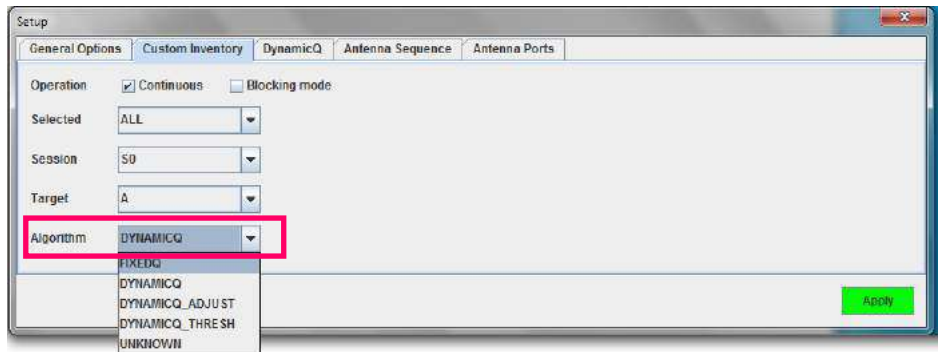 Setup
General Options Custom Inventory DynamicQ Antenna Sequence Antenna Ports
Operation Continuous Blocking mode
Selected ALL
Session S0
Target A
Algorithm DYNAMICQ
FIXEDQ
DYNAMICQ
DYNAMICQ_ADJUST
DYNAMICQ_THRESH
UNKNOWN
Apply